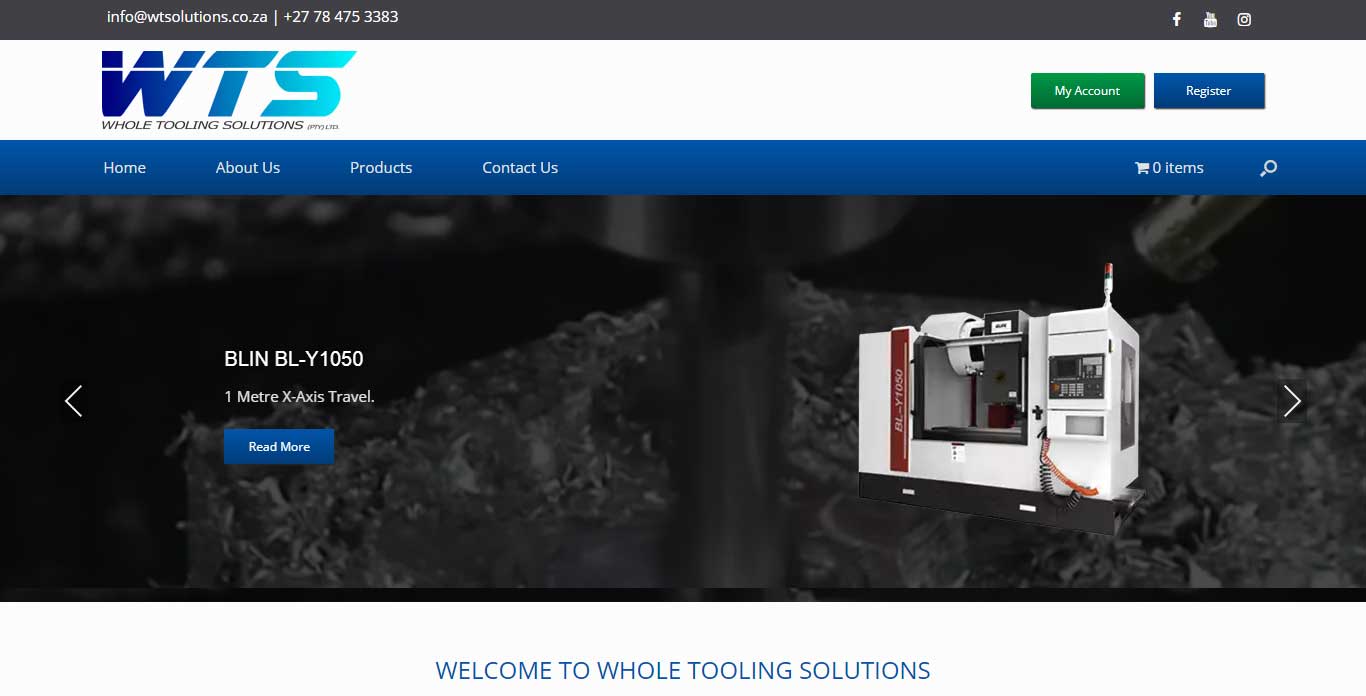 info@wtsolutions.co.za | +27 78 475 3383
You
Tube
WTS
WHOLE TOOLING SOLUTIONS (PTY) LTD.
My Account
Register
Home
About Us
Products
Contact Us
0 items
BLIN BL-Y1050
1 Metre X-Axis Travel.
Read More
BL-Y1050
WELCOME TO WHOLE TOOLING SOLUTIONS